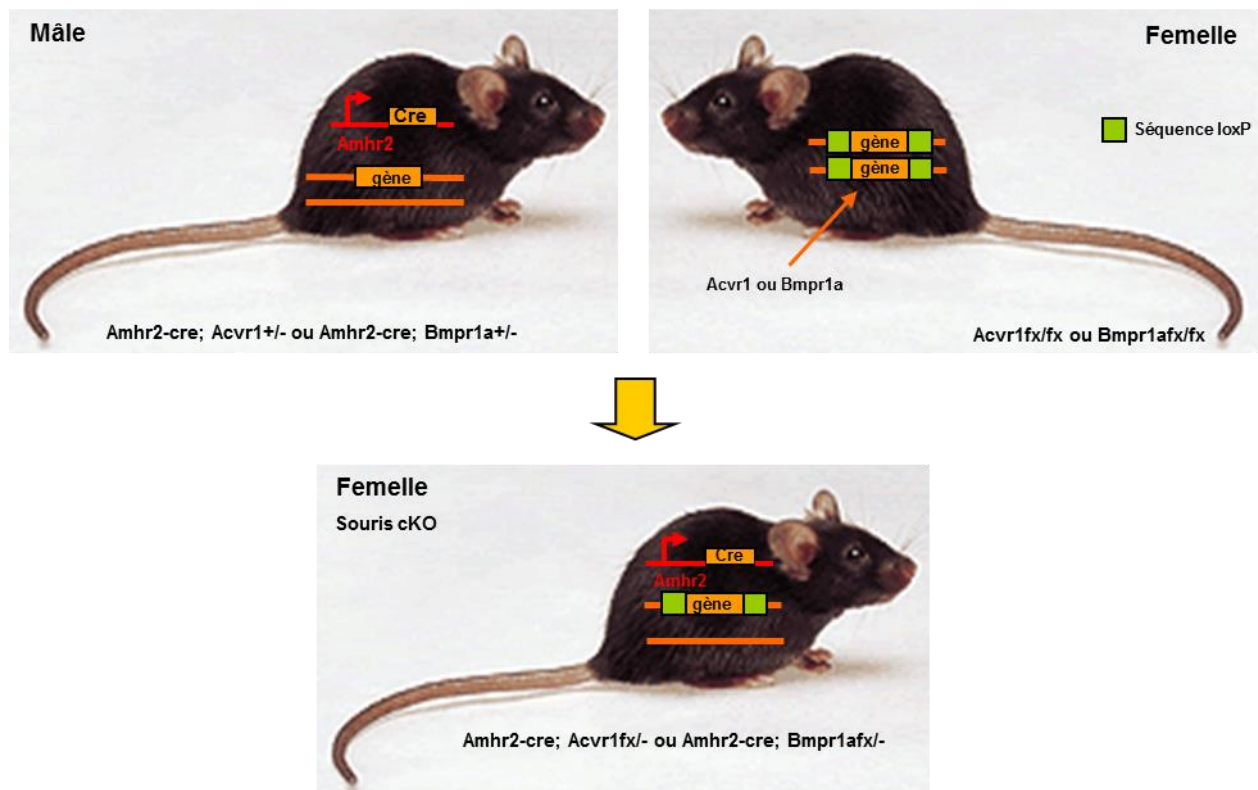 Mâle
Cre
Amhr2
gène
Amhr2-cre; Acvr1+/- ou Amhr2-cre; Bmpr1a+/-
Femelle
Séquence loxP
gène
gène
Acvr1 ou Bmpr1a
Acvr1fx/fx ou Bmpr1afx/fx
Femelle
Souris cKO
Cre
Amhr2
gène
Amhr2-cre; Acvr1fx/- ou Amhr2-cre; Bmpr1afx/-